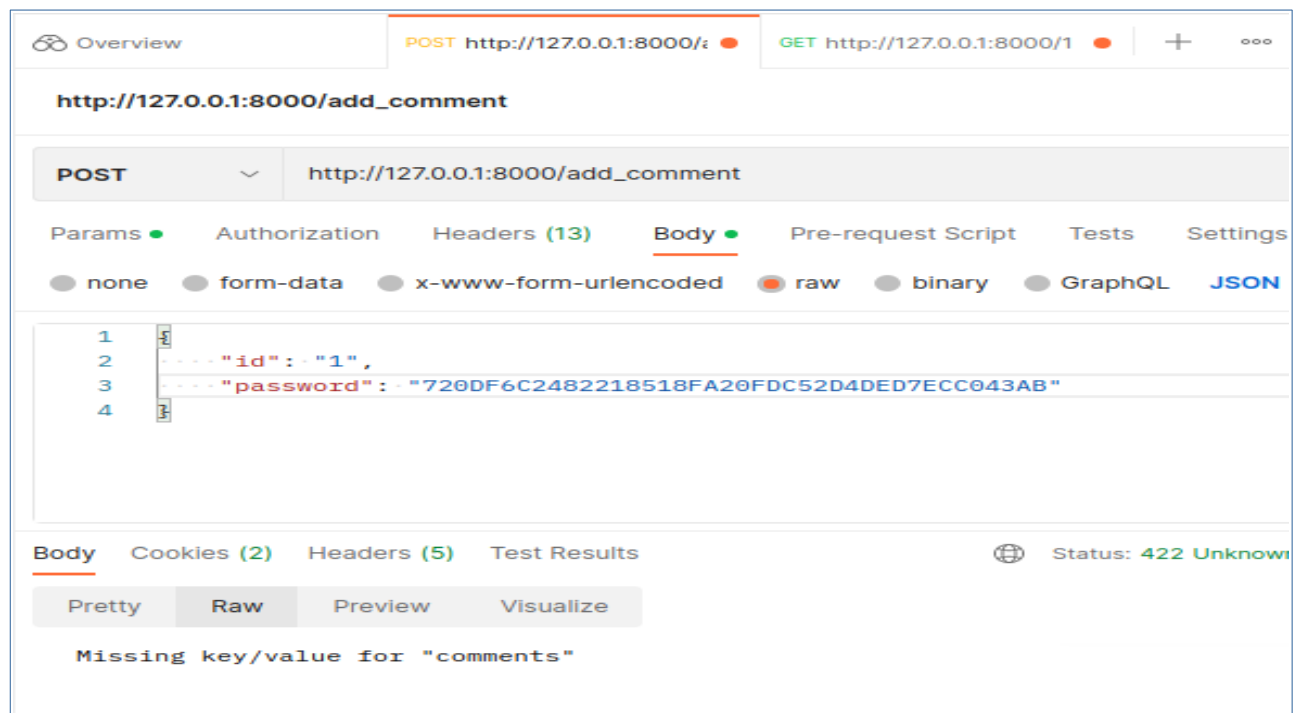 Overview POST http://127.0.0.1:8000/a GET http://127.0.0.1:8000/1
http://127.0.0.1:8000/add_comment
POST http://127.0.0.1:8000/add_comment
Params Authorization Headers (13) Body Pre-request Script Tests Settings
none form-data x-www-form-urlencoded raw binary GraphQL JSON
1 {
2 "id": "1",
3 "password": "720DF6C2482218518FA20FDC52D4DED7ECC043AB"
4 }
Body Cookies (2) Headers (5) Test Results Status: 422 Unknown
Pretty Raw Preview Visualize
Missing key/value for "comments"